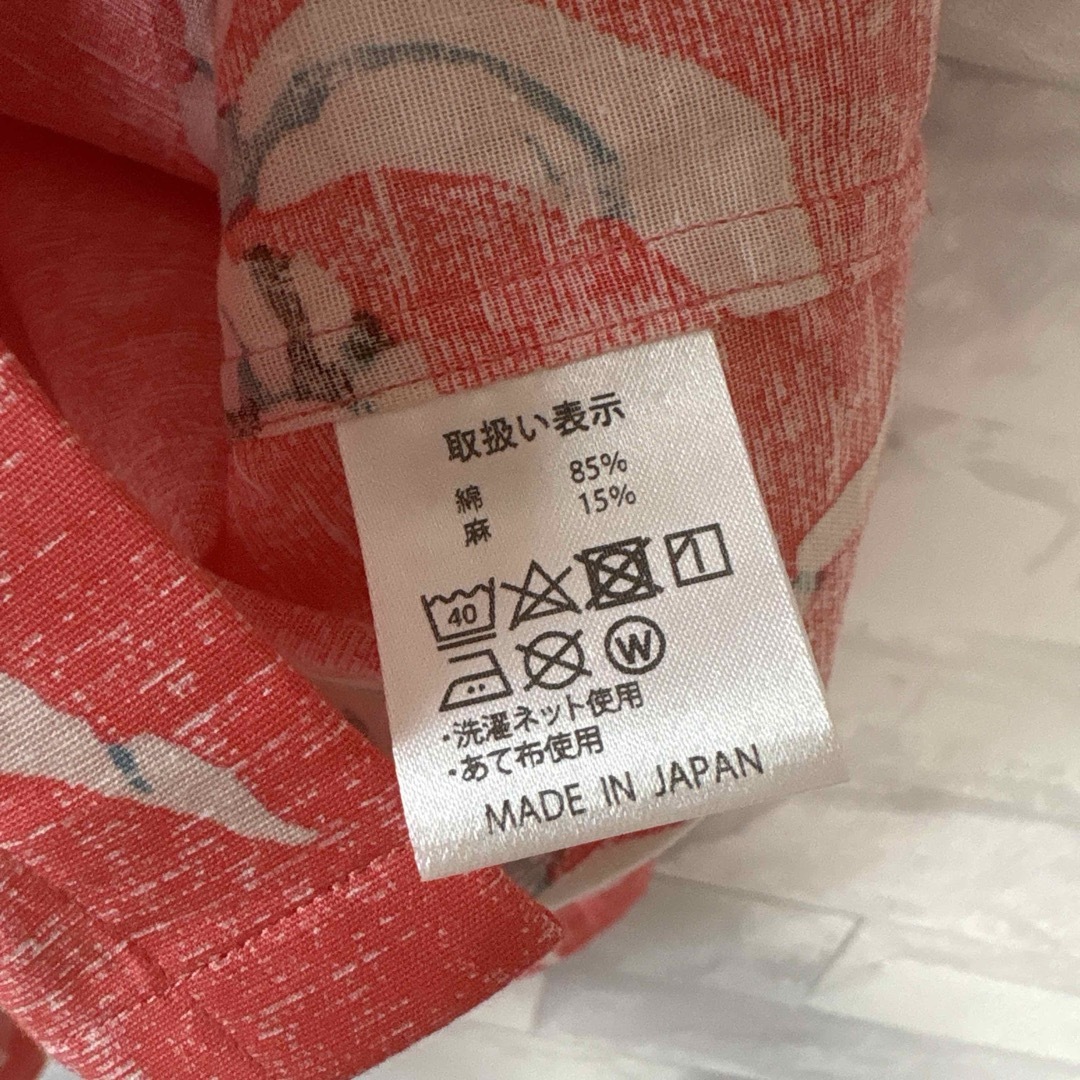 取扱い表示
綿 85%
麻 15%
40
W
・洗濯ネット使用
・あて布使用
MADE IN JAPAN